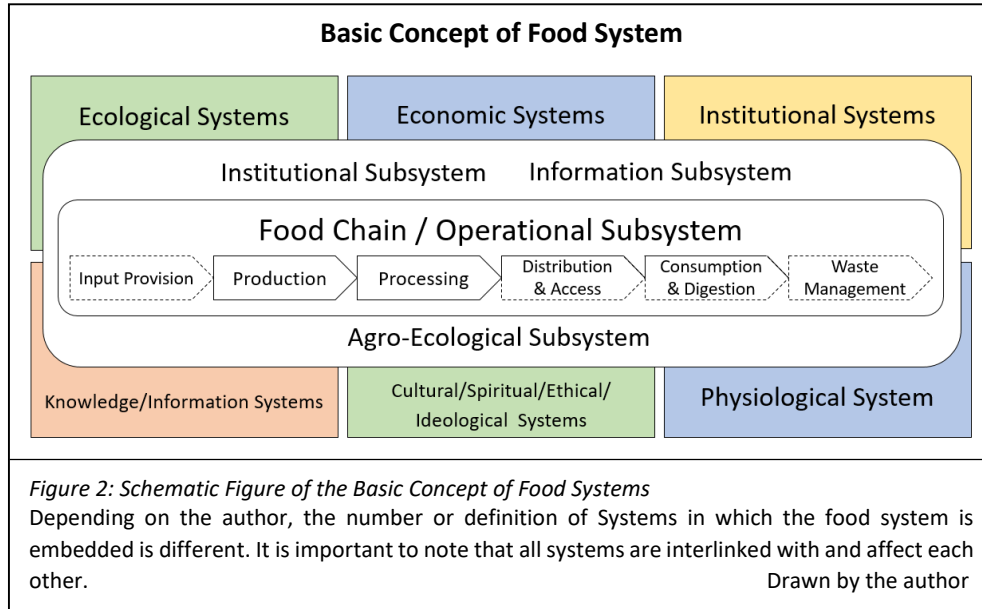 Basic Concept of Food System
Ecological Systems
Economic Systems
Institutional Systems
Institutional Subsystem
Information Subsystem
Food Chain / Operational Subsystem
Input Provision
Production
Processing
Distribution
& Access
Consumption
& Digestion
Waste
Management
Agro-Ecological Subsystem
Knowledge/Information Systems
Cultural/Spiritual/Ethical/
Ideological Systems
Physiological System
Figure 2: Schematic Figure of the Basic Concept of Food Systems
Depending on the author, the number or definition of Systems in which the food system is
embedded is different. It is important to note that all systems are interlinked with and affect each
other. Drawn by the author